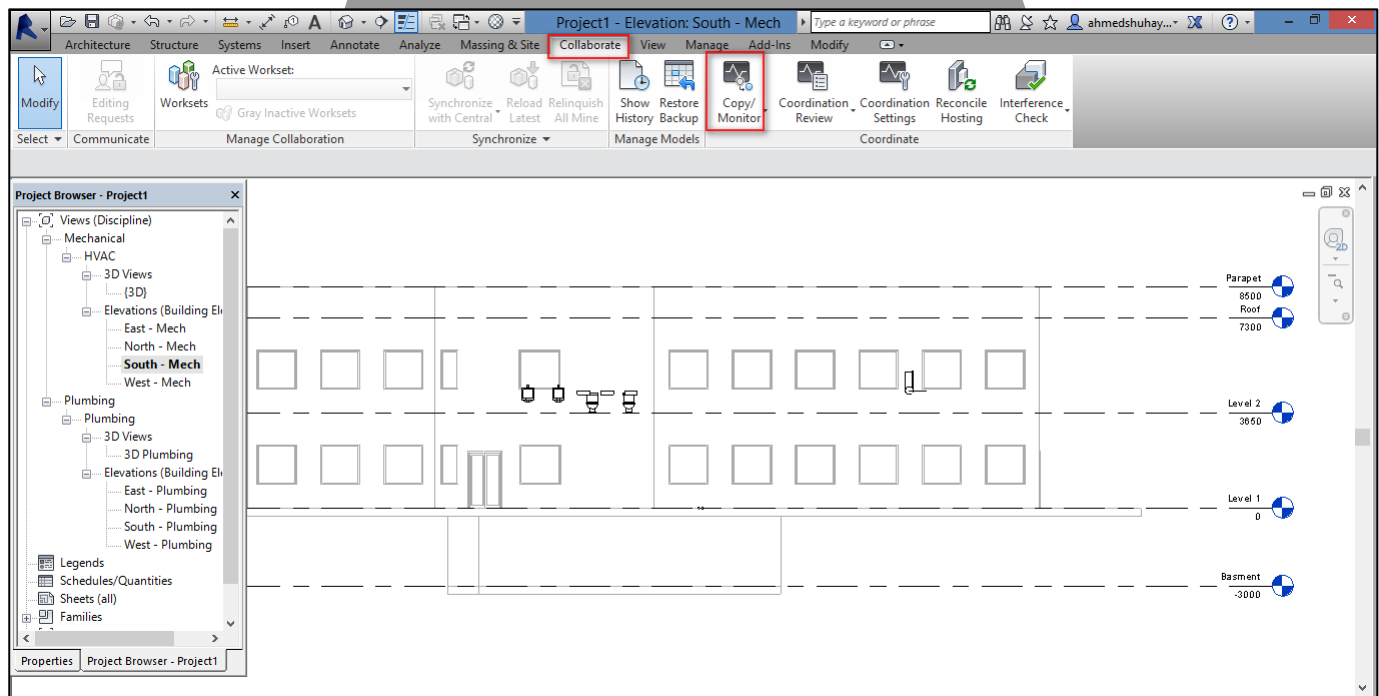 Project1 - Elevation: South - Mech
Type a keyword or phrase
ahmedshuhay...
Architecture Structure Systems Insert Annotate Analyze Massing & Site Collaborate View Manage Add-Ins Modify
Active Workset:
Modify
Editing
Requests
Worksets
Gray Inactive Worksets
Synchronize
with Central
Reload
Latest
Relinquish
All Mine
Show
History
Restore
Backup
Copy/
Monitor
Coordination
Review
Coordination
Settings
Reconcile
Hosting
Interference
Check
Select Communicate Manage Collaboration Synchronize Manage Models Coordinate
Project Browser - Project1
Views (Discipline)
Mechanical
HVAC
3D Views
{3D}
Elevations (Building El
East - Mech
North - Mech
South - Mech
West - Mech
Plumbing
Plumbing
3D Views
3D Plumbing
Elevations (Building El
East - Plumbing
North - Plumbing
South - Plumbing
West - Plumbing
Legends
Schedules/Quantities
Sheets (all)
Families
Properties Project Browser - Project1
2D
Parapet
8500
Roof
7300
Level 2
3650
Level 1
0
Basment
-3000